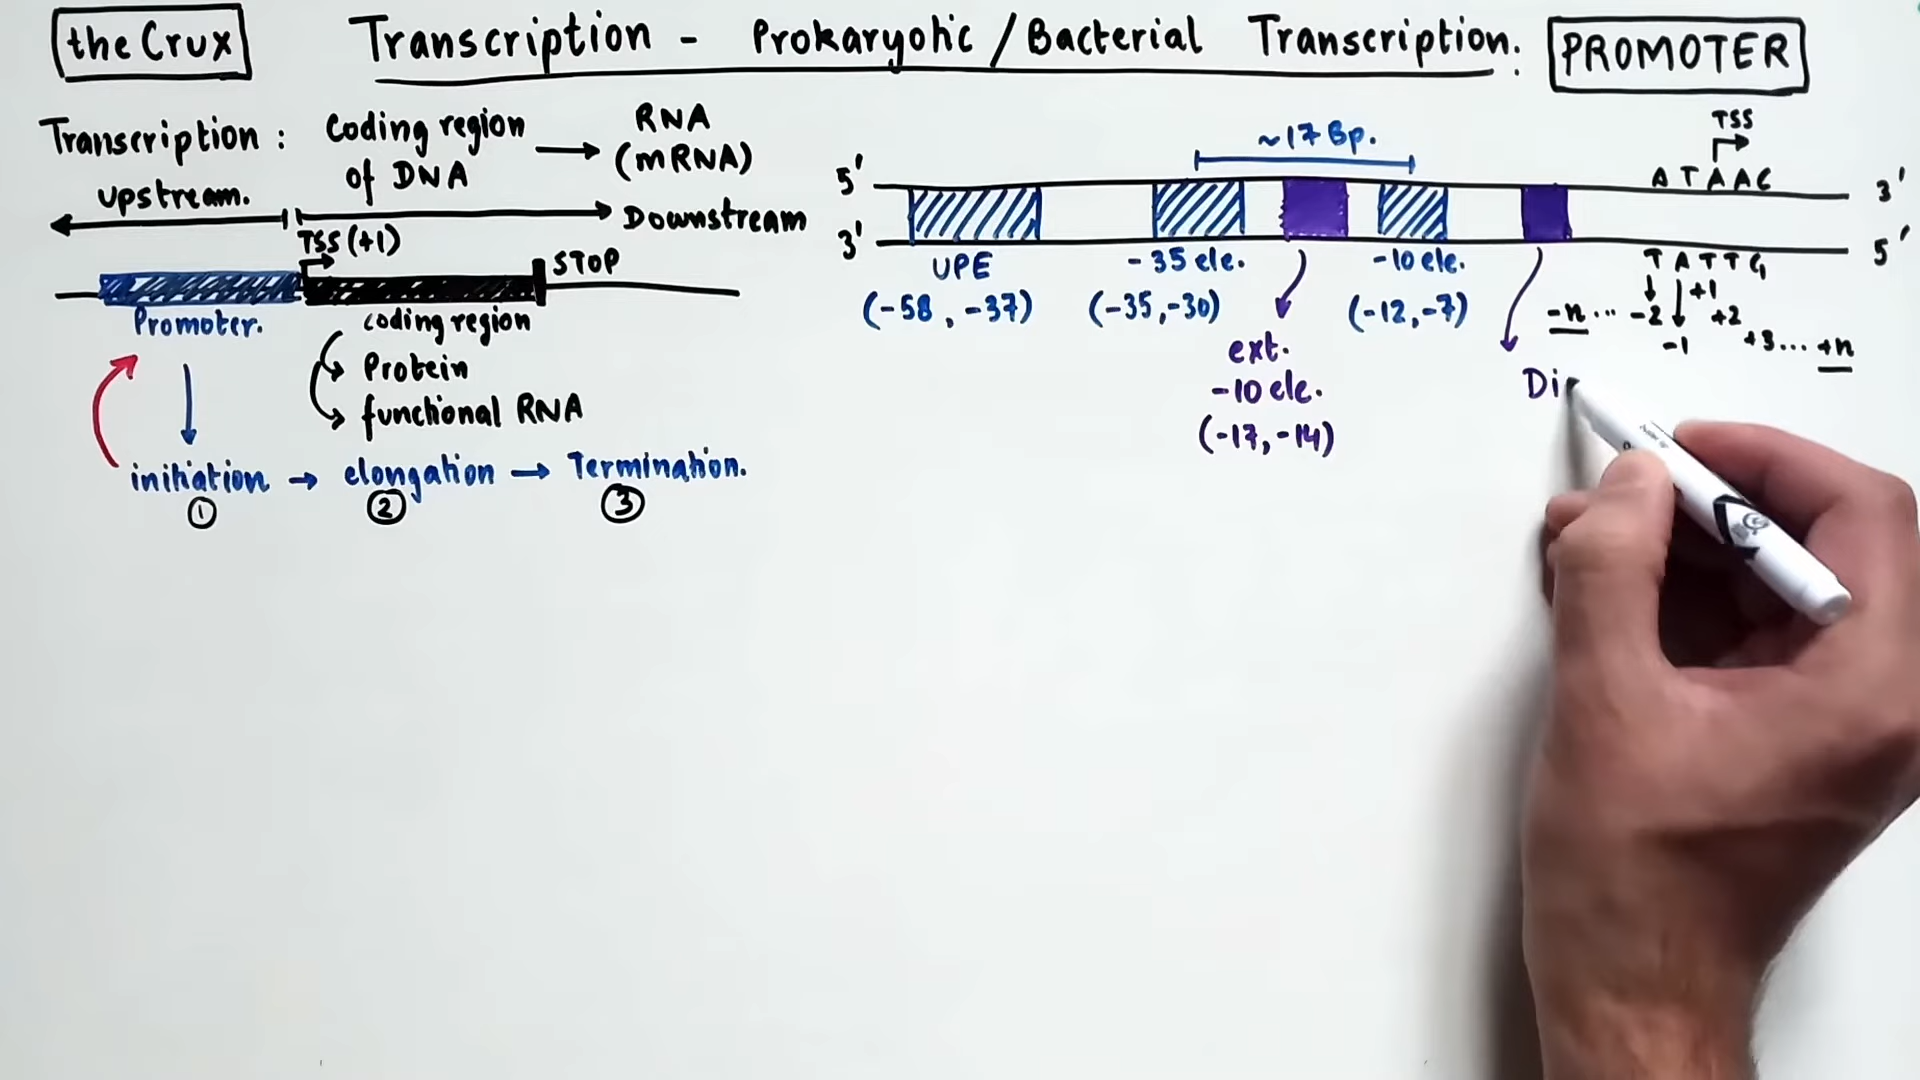 the Crux
Transcription - Prokaryotic / Bacterial Transcription:
PROMOTER
Transcription :
Coding region
of DNA
RNA
(mRNA)
upstream.
Downstream
TSS (+1)
STOP
Promoter.
coding region
Protein
functional RNA
initiation → elongation → Termination.
1 2 3
~17 Bp.
TSS
A T A A C
5' 3'
3' 5'
UPE
(-58, -37)
-35 ele.
(-35,-30)
-10 ele.
(-12,-7)
ext.
-10 ele.
(-17,-14)
T A T T G
-n... -2 -1 +1 +2 +3... +n
Di